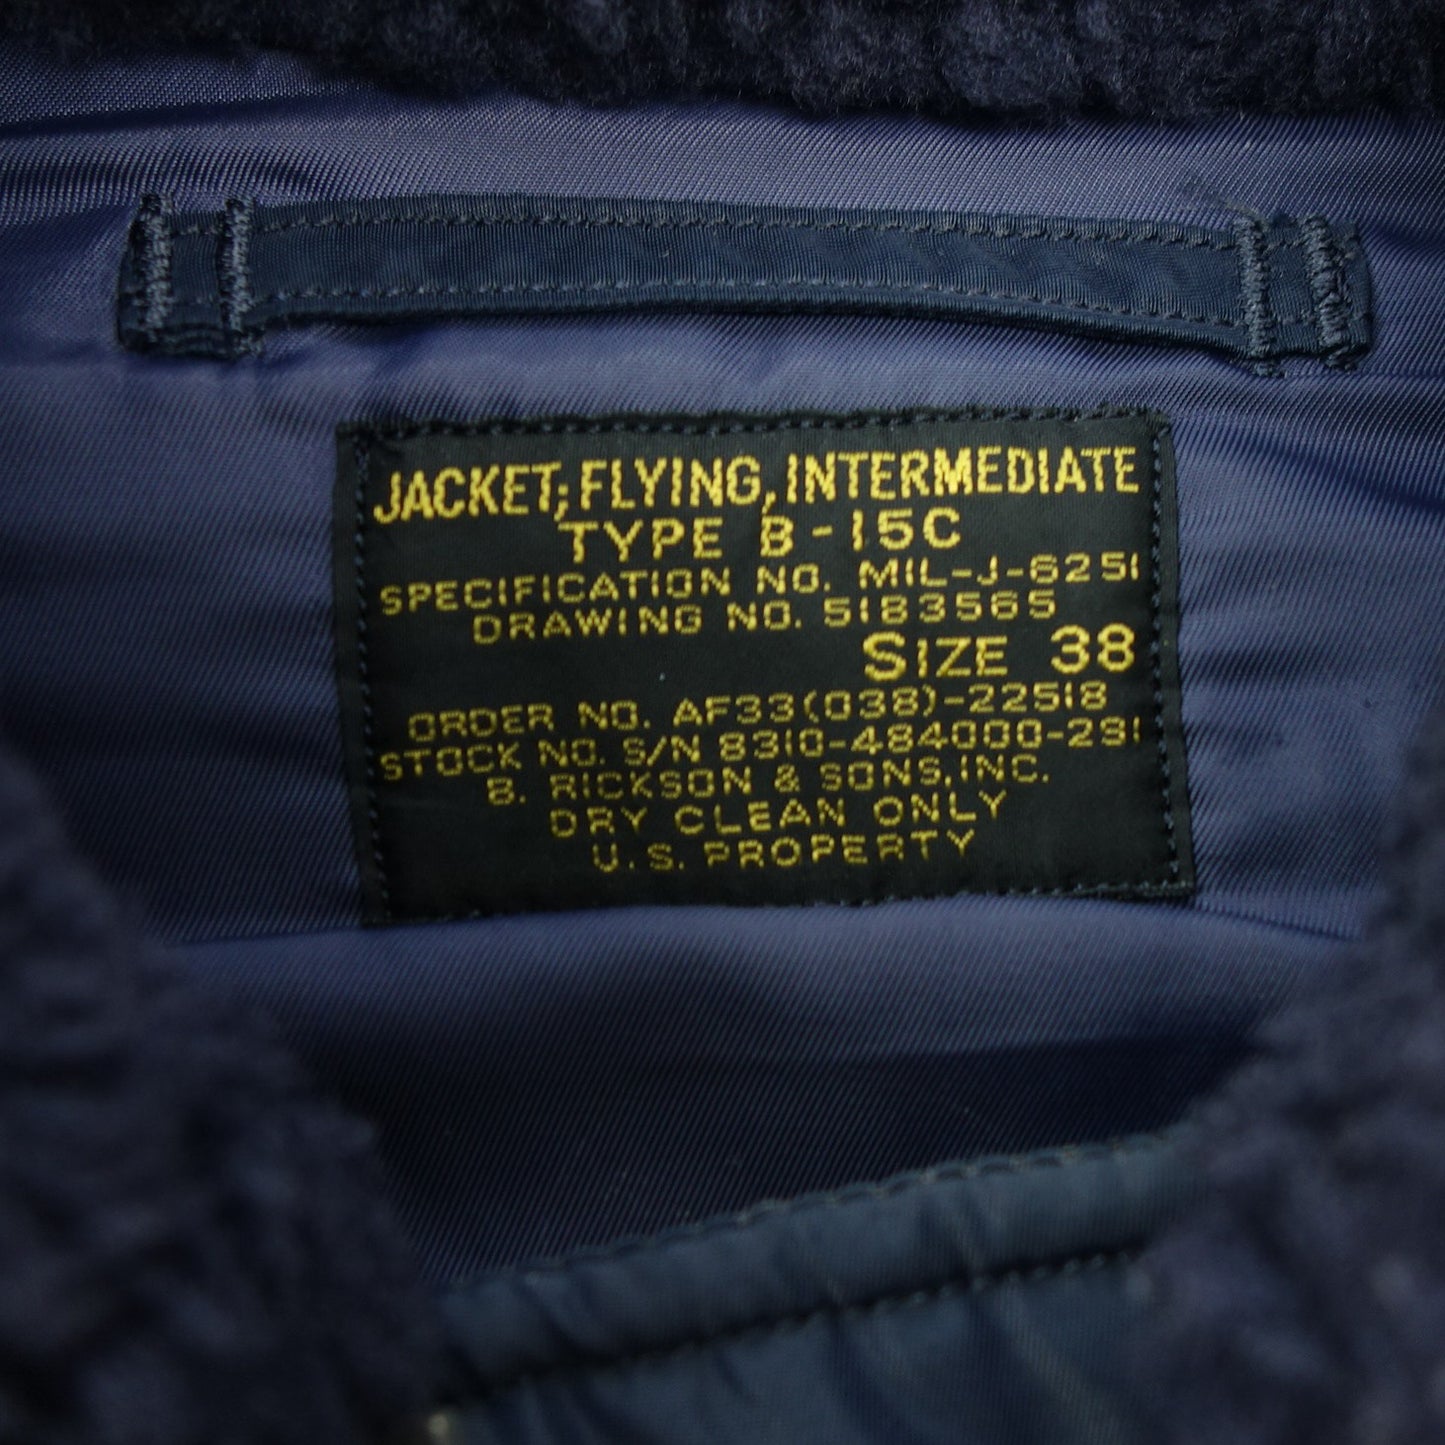 JACKET; FLYING, INTERMEDIATE
TYPE B-15C
SPECIFICATION NO. MIL-J-6251
DRAWING NO. 5183565
SIZE 38
ORDER NO. AF33(038)-22518
STOCK NO. S/N 8310-484000-291
B. RICKSON & SONS, INC.
DRY CLEAN ONLY
U.S. PROPERTY